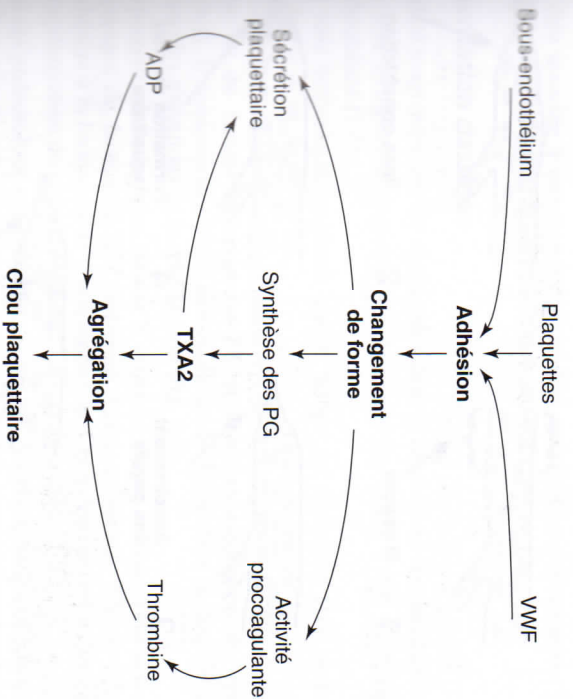 Sous-endothélium
Plaquettes
VWF
Adhésion
Changement
de forme
Sécrétion
plaquettaire
Synthèse des PG
Activité
procoagulante
ADP
TXA2
Thrombine
Agrégation
Clou plaquettaire